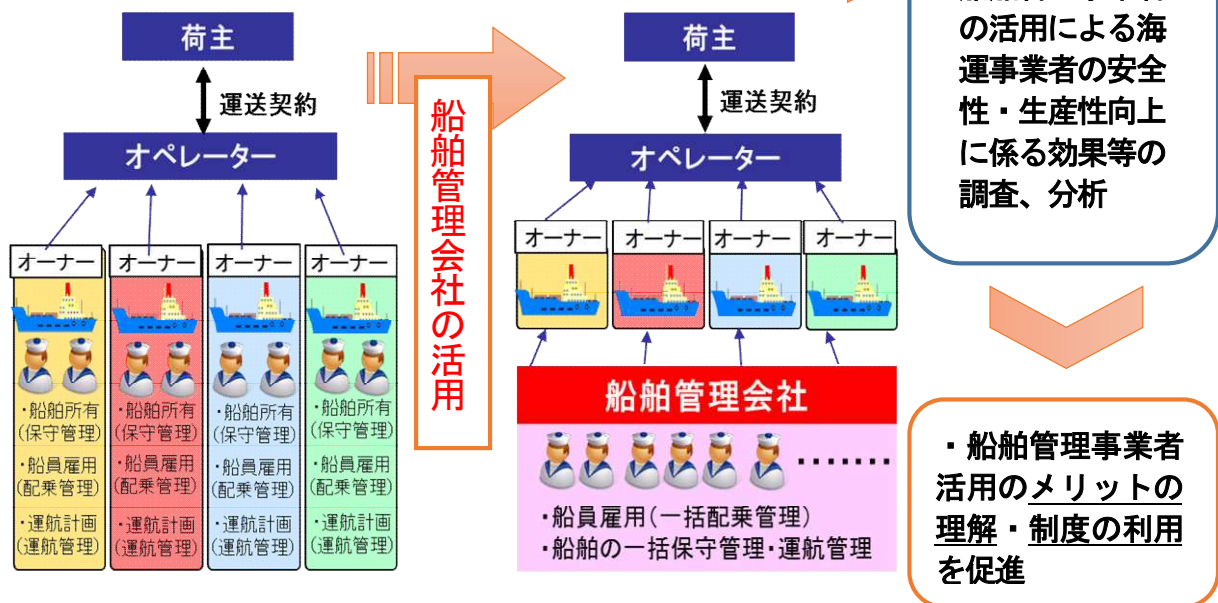 荷主
運送契約
オペレーター
オーナー
・船舶所有
(保守管理)
・船員雇用
(配乗管理)
・運航計画
(運航管理)
オーナー
・船舶所有
(保守管理)
・船員雇用
(配乗管理)
・運航計画
(運航管理)
オーナー
・船舶所有
(保守管理)
・船員雇用
(配乗管理)
・運航計画
(運航管理)
オーナー
・船舶所有
(保守管理)
・船員雇用
(配乗管理)
・運航計画
(運航管理)
船舶管理会社の活用
荷主
運送契約
オペレーター
オーナー
オーナー
オーナー
オーナー
船舶管理会社
・船員雇用(一括配乗管理)
・船舶の一括保守管理・運航管理
の活用による海
運事業者の安全
性・生産性向上
に係る効果等の
調査、分析
・船舶管理事業者
活用のメリットの
理解・制度の利用
を促進